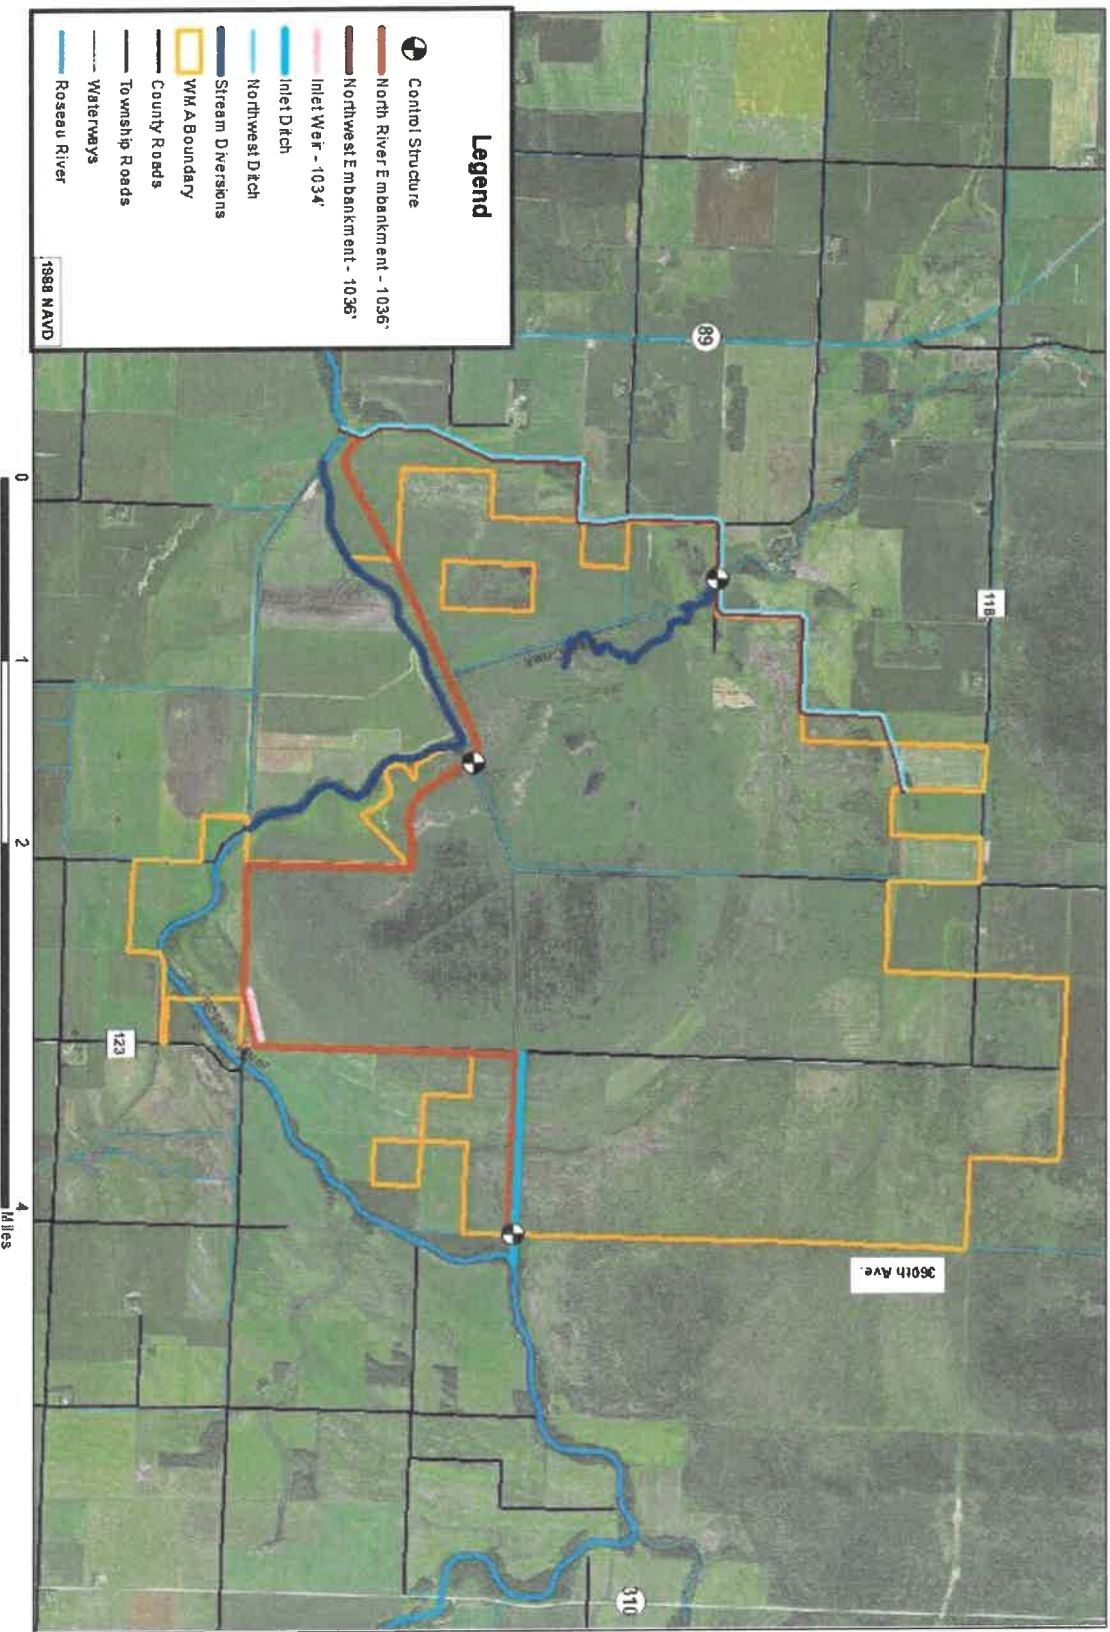 Legend
Control Structure
North River Embankment - 1036'
Northwest Embankment - 1036'
Inlet Weir - 1034'
Inlet Ditch
Northwest Ditch
Stream Diversions
WMA Boundary
County Roads
Township Roads
Waterways
Roseau River
1988 NAVD
89
118
123
310
360th Ave.
0
1
2
4
Miles